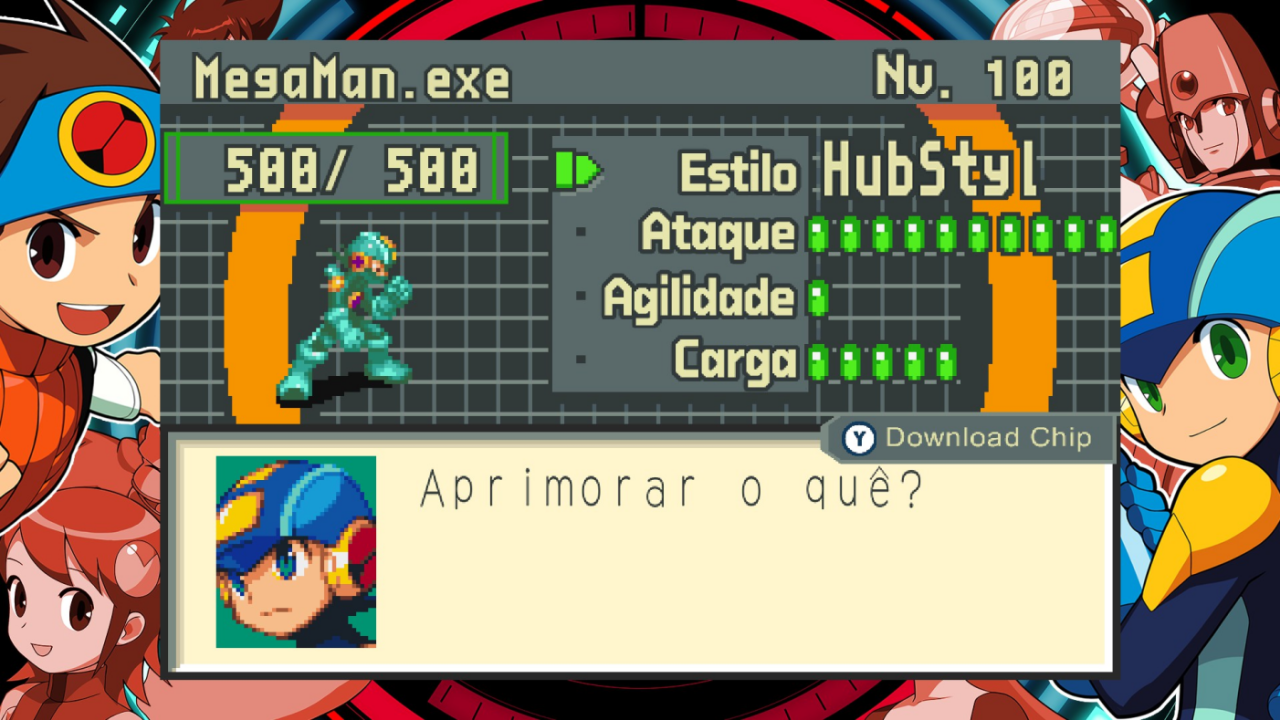 MegaMan.exe
Nv. 100
500/ 500
Estilo HubStyl
Ataque
Agilidade
Carga
Y Download Chip
Aprimorar o quê?